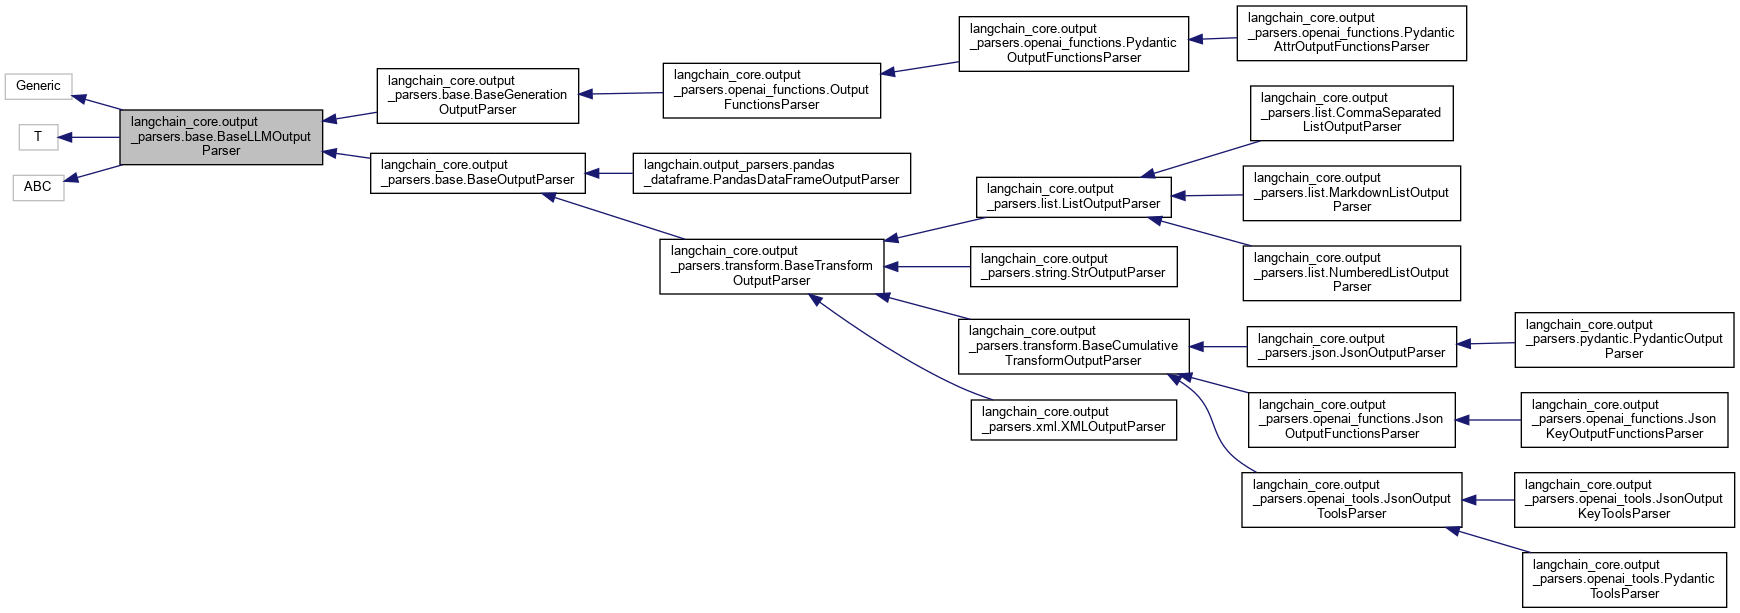 Generic
T
ABC
langchain_core.output
_parsers.base.BaseLLMOutput
Parser
langchain_core.output
_parsers.base.BaseGeneration
OutputParser
langchain_core.output
_parsers.base.BaseOutputParser
langchain_core.output
_parsers.openai_functions.Output
FunctionsParser
langchain.output_parsers.pandas
_dataframe.PandasDataFrameOutputParser
langchain_core.output
_parsers.transform.BaseTransform
OutputParser
langchain_core.output
_parsers.openai_functions.Pydantic
OutputFunctionsParser
langchain_core.output
_parsers.list.ListOutputParser
langchain_core.output
_parsers.string.StrOutputParser
langchain_core.output
_parsers.transform.BaseCumulative
TransformOutputParser
langchain_core.output
_parsers.xml.XMLOutputParser
langchain_core.output
_parsers.openai_functions.Pydantic
AttrOutputFunctionsParser
langchain_core.output
_parsers.list.CommaSeparated
ListOutputParser
langchain_core.output
_parsers.list.MarkdownListOutput
Parser
langchain_core.output
_parsers.list.NumberedListOutput
Parser
langchain_core.output
_parsers.json.JsonOutputParser
langchain_core.output
_parsers.openai_functions.Json
OutputFunctionsParser
langchain_core.output
_parsers.openai_tools.JsonOutput
ToolsParser
langchain_core.output
_parsers.pydantic.PydanticOutput
Parser
langchain_core.output
_parsers.openai_functions.Json
KeyOutputFunctionsParser
langchain_core.output
_parsers.openai_tools.JsonOutput
KeyToolsParser
langchain_core.output
_parsers.openai_tools.Pydantic
ToolsParser